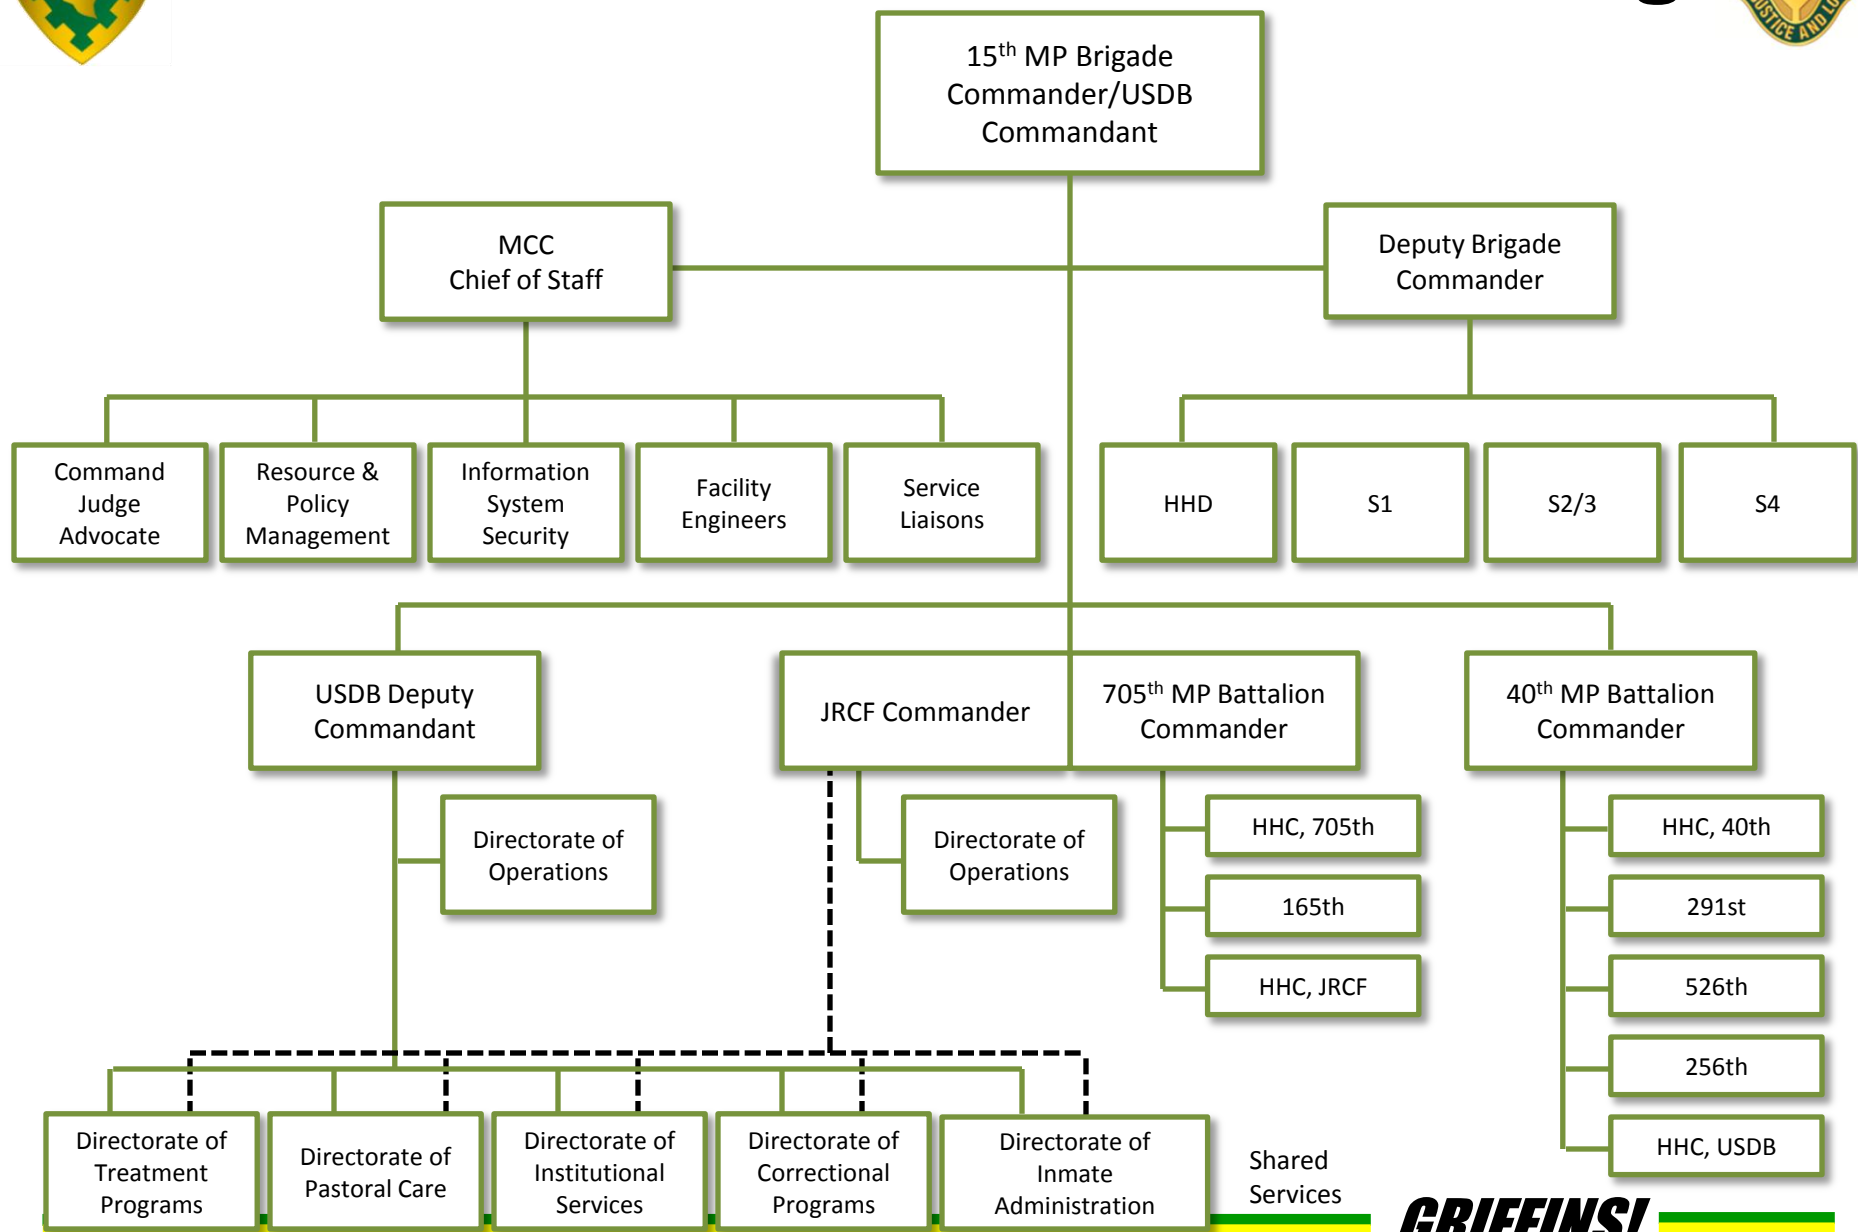 15th MP Brigade
Commander/USDB
Commandant
MCC
Chief of Staff
Deputy Brigade
Commander
Command
Judge
Advocate
Resource &
Policy
Management
Information
System
Security
Facility
Engineers
Service
Liaisons
HHD
S1
S2/3
S4
USDB Deputy
Commandant
JRCF Commander
705th MP Battalion
Commander
40th MP Battalion
Commander
Directorate of
Operations
Directorate of
Operations
HHC, 705th
165th
HHC, JRCF
HHC, 40th
291st
526th
256th
HHC, USDB
Directorate of
Treatment
Programs
Directorate of
Pastoral Care
Directorate of
Institutional
Services
Directorate of
Correctional
Programs
Directorate of
Inmate
Administration
Shared
Services
GRIFFINS!